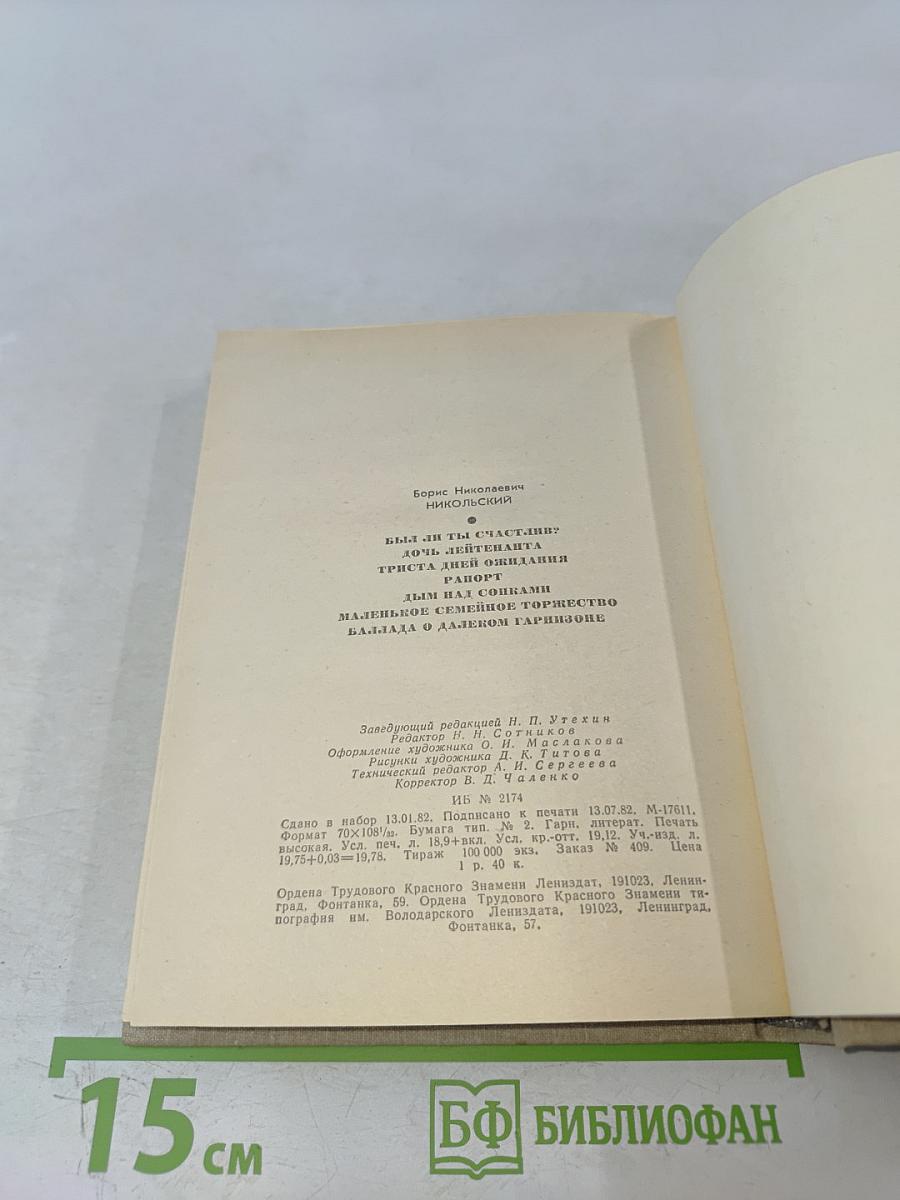 Борис Николаевич
НИКОЛЬСКИЙ
БЫЛ ЛИ ТЫ СЧАСТЛИВ?
ДОЧЬ ЛЕЙТЕНАНТА
ТРИСТА ДНЕЙ ОЖИДАНИЯ
РАПОРТ
ДЫМ НАД СОПКАМИ
МАЛЕНЬКОЕ СЕМЕЙНОЕ ТОРЖЕСТВО
БАЛЛАДА О ДАЛЕКОМ ГАРНИЗОНЕ
Заведующий редакцией Н. П. Утехин
Редактор Н. Н. Сотников
Оформление художника О. И. Маслакова
Рисунки художника Д. К. Титова
Технический редактор А. И. Сергеева
Корректор В. Д. Чаленко
ИБ № 2174
Сдано в набор 13.01.82. Подписано к печати 13.07.82. М-17611.
Формат 70×108¹/₃₂. Бумага тип. № 2. Гарн. литерат. Печать
высокая. Усл. печ. л. 18,9+вкл. Усл. кр.-отт. 19,12. Уч.-изд. л.
19,75+0,03=19,78. Тираж 100 000 экз. Заказ № 409. Цена
1 р. 40 к.
Ордена Трудового Красного Знамени Лениздат, 191023, Ленин-
град, Фонтанка, 59. Ордена Трудового Красного Знамени ти-
пография им. Володарского Лениздата, 191023, Ленинград,
Фонтанка, 57.
15 см
БФ БИБЛИОФАН